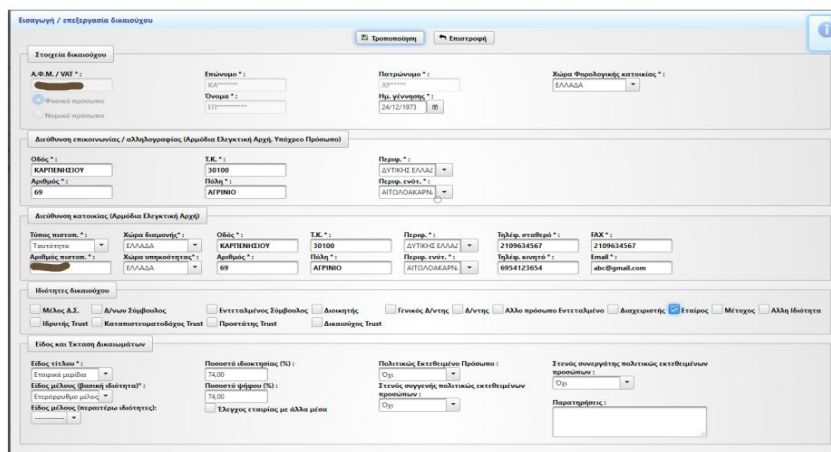 Εισαγωγή / επεξεργασία δικαιούχου
Τροποποίηση Επιστροφή
Στοιχεία δικαιούχου
Α.Φ.Μ. / VAT * : Επώνυμο * : Πατρώνυμο * : Χώρα Φορολογικής κατοικίας * :
ΚΑ******* ΧΡ****** ΕΛΛΑΔΑ
Φυσικό πρόσωπο Όνομα * : Ημ. γέννησης * :
Νομικό πρόσωπο ΕΠ********** 24/12/1973
Διεύθυνση επικοινωνίας / αλληλογραφίας (Αρμόδια Ελεγκτική Αρχή, Υπόχρεο Πρόσωπο)
Οδός * : Τ.Κ. * : Περιφ. * :
ΚΑΡΠΕΝΗΣΙΟΥ 30100 ΔΥΤΙΚΗΣ ΕΛΛΑΔ
Αριθμός * : Πόλη * : Περιφ. ενότ. * :
69 ΑΓΡΙΝΙΟ ΑΙΤΩΛΟΑΚΑΡΝ
Διεύθυνση κατοικίας (Αρμόδια Ελεγκτική Αρχή)
Τύπος πιστοπ. * : Χώρα διαμονής* : Οδός * : Τ.Κ. * : Περιφ. * : Τηλέφ. σταθερό * : FAX * :
Ταυτότητα ΕΛΛΑΔΑ ΚΑΡΠΕΝΗΣΙΟΥ 30100 ΔΥΤΙΚΗΣ ΕΛΛΑΔ 2109634567 2109634567
Αριθμός πιστοπ. * : Χώρα υπηκοότητας* : Αριθμός * : Πόλη * : Περιφ. ενότ. * : Τηλέφ. κινητό * : Email * :
ΕΛΛΑΔΑ 69 ΑΓΡΙΝΙΟ ΑΙΤΩΛΟΑΚΑΡΝ 6954123654 abc@gmail.com
Ιδιότητες δικαιούχου
Μέλος Δ.Σ. Δ/νων Σύμβουλος Εντεταλμένος Σύμβουλος Διοικητής Γενικός Δ/ντης Δ/ντης Άλλο πρόσωπο Εντεταλμένο Διαχειριστής Εταίρος Μέτοχος Άλλη Ιδιότητα
Ιδρυτής Trust Καταπιστευματοδόχος Trust Προστάτης Trust Δικαιούχος Trust
Είδος και Έκταση Δικαιωμάτων
Είδος τίτλου * : Ποσοστό ιδιοκτησίας (%) : Πολιτικώς Εκτεθειμένο Πρόσωπο : Στενός συνεργάτης πολιτικώς εκτεθειμένων
Εταιρικά μερίδια 74,00 Όχι προσώπων :
Είδος μέλους (βασική ιδιότητα)* : Ποσοστό ψήφου (%) : Στενός συγγενής πολιτικώς εκτεθειμένων Όχι
Ετερόρρυθμο μέλος 74,00 προσώπων :
Είδος μέλους (περαιτέρω ιδιότητες): Έλεγχος εταιρίας με άλλα μέσα Όχι Παρατηρήσεις :
----------